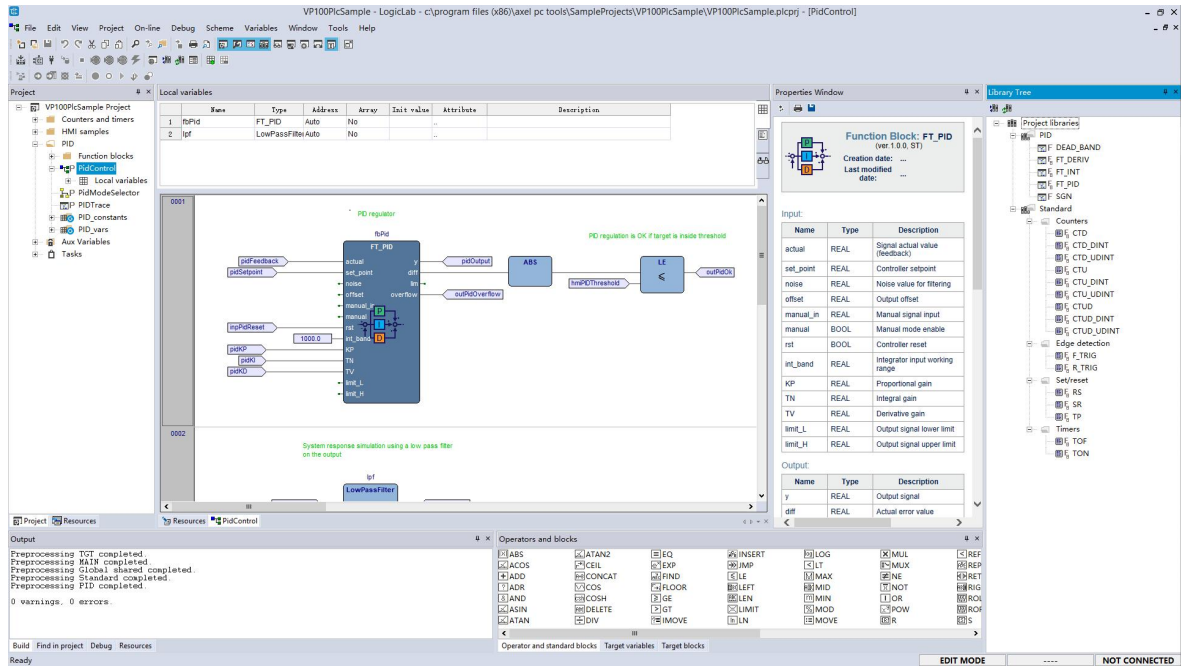 VP100PlcSample - LogicLab - c:\program files (x86)\axel pc tools\SampleProjects\VP100PlcSample\VP100PlcSample.plcprj - [PidControl]
File Edit View Project On-line Debug Scheme Variables Window Tools Help
Project
VP100PlcSample Project
Counters and timers
HMI samples
PID
Function blocks
PidControl
Local variables
PidModeSelector
PIDTrace
PID_constants
PID_vars
Aux Variables
Tasks
Project Resources
Local variables
Name Type Address Array Init value Attribute Description
1 fbPid FT_PID Auto No ..
2 lpf LowPassFilter Auto No ..
0001
PID regulator
fbPid
FT_PID
PID regulation is OK if target is inside threshold
pidFeedback actual y pidOutput ABS LE
pidSetpoint set_point diff hmiPIDThreshold ≤ outPidOk
noise lim
offset overflow outPidOverflow
manual_in
manual
inpPidReset rst
1000.0 int_band
pidKP KP
pidKI TN
pidKD TV
limit_L
limit_H
P
I
D
0002
System response simulation using a low pass filter
on the output
lpf
LowPassFilter
Resources PidControl
Properties Window
P
I
D
Function Block: FT_PID
(ver.1.0.0, ST)
Creation date: ...
Last modified date: ...
Input:
Name Type Description
actual REAL Signal actual value (feedback)
set_point REAL Controller setpoint
noise REAL Noise value for filtering
offset REAL Output offset
manual_in REAL Manual signal input
manual BOOL Manual mode enable
rst BOOL Controller reset
int_band REAL Integrator input working range
KP REAL Proportional gain
TN REAL Integral gain
TV REAL Derivative gain
limit_L REAL Output signal lower limit
limit_H REAL Output signal upper limit
Output:
Name Type Description
y REAL Output signal
diff REAL Actual error value
Library Tree
Project libraries
PID
DEAD_BAND
FT_DERIV
FT_INT
FT_PID
SGN
Standard
Counters
CTD
CTD_DINT
CTD_UDINT
CTU
CTU_DINT
CTU_UDINT
CTUD
CTUD_DINT
CTUD_UDINT
Edge detection
F_TRIG
R_TRIG
Set/reset
RS
SR
TP
Timers
TOF
TON
Output
Preprocessing TGT completed.
Preprocessing MAIN completed.
Preprocessing Global shared completed.
Preprocessing Standard completed.
Preprocessing PID completed.
0 warnings, 0 errors.
Build Find in project Debug Resources
Operators and blocks
ABS ATAN2 EQ INSERT LOG MUL REF
ACOS CEIL EXP JMP LT MUX REP
ADD CONCAT FIND LE MAX NE RET
ADR COS FLOOR LEFT MID NOT RIG
AND COSH GE LEN MIN OR ROL
ASIN DELETE GT LIMIT MOD POW ROR
ATAN DIV IMOVE LN MOVE R S
Operator and standard blocks Target variables Target blocks
Ready EDIT MODE ---- NOT CONNECTED